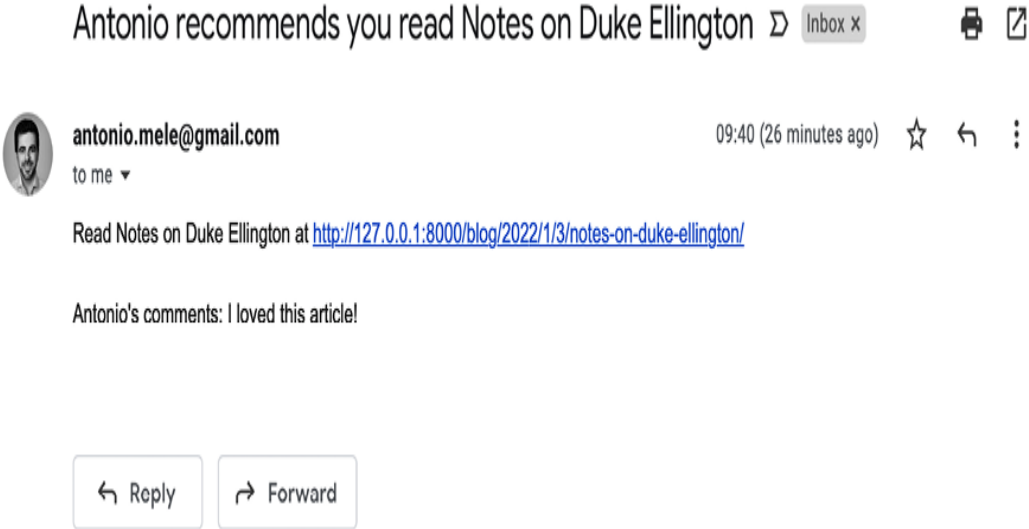 Antonio recommends you read Notes on Duke Ellington Inbox ×
antonio.mele@gmail.com 09:40 (26 minutes ago)
to me
Read Notes on Duke Ellington at http://127.0.0.1:8000/blog/2022/1/3/notes-on-duke-ellington/
Antonio's comments: I loved this article!
Reply Forward